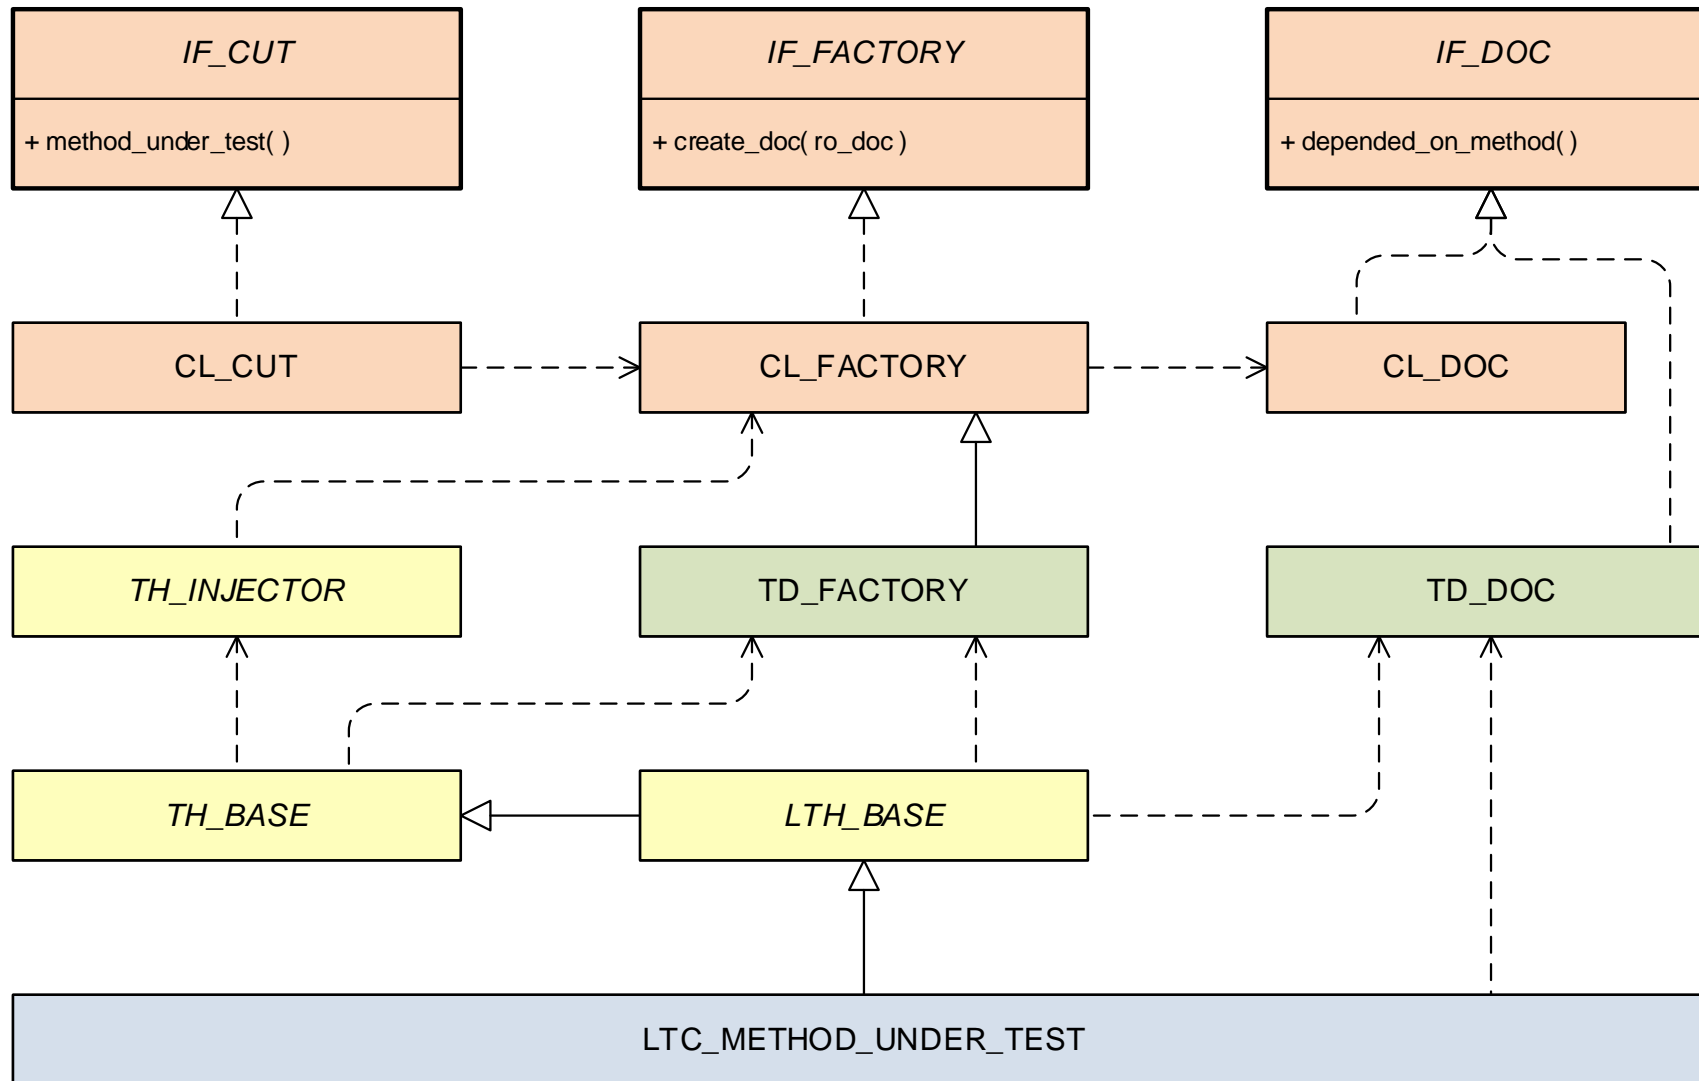 IF_CUT
IF_FACTORY
IF_DOC
+ method_under_test( )
+ create_doc( ro_doc )
+ depended_on_method( )
CL_CUT
CL_FACTORY
CL_DOC
TH_INJECTOR
TD_FACTORY
TD_DOC
TH_BASE
LTH_BASE
LTC_METHOD_UNDER_TEST